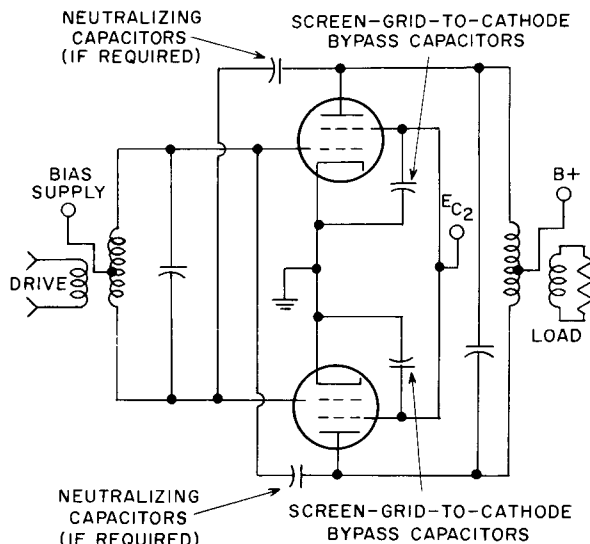 NEUTRALIZING
CAPACITORS
(IF REQUIRED)
SCREEN-GRID-TO-CATHODE
BYPASS CAPACITORS
BIAS
SUPPLY
EC2
B+
DRIVE
LOAD
NEUTRALIZING
CAPACITORS
(IF REQUIRED)
SCREEN-GRID-TO-CATHODE
BYPASS CAPACITORS